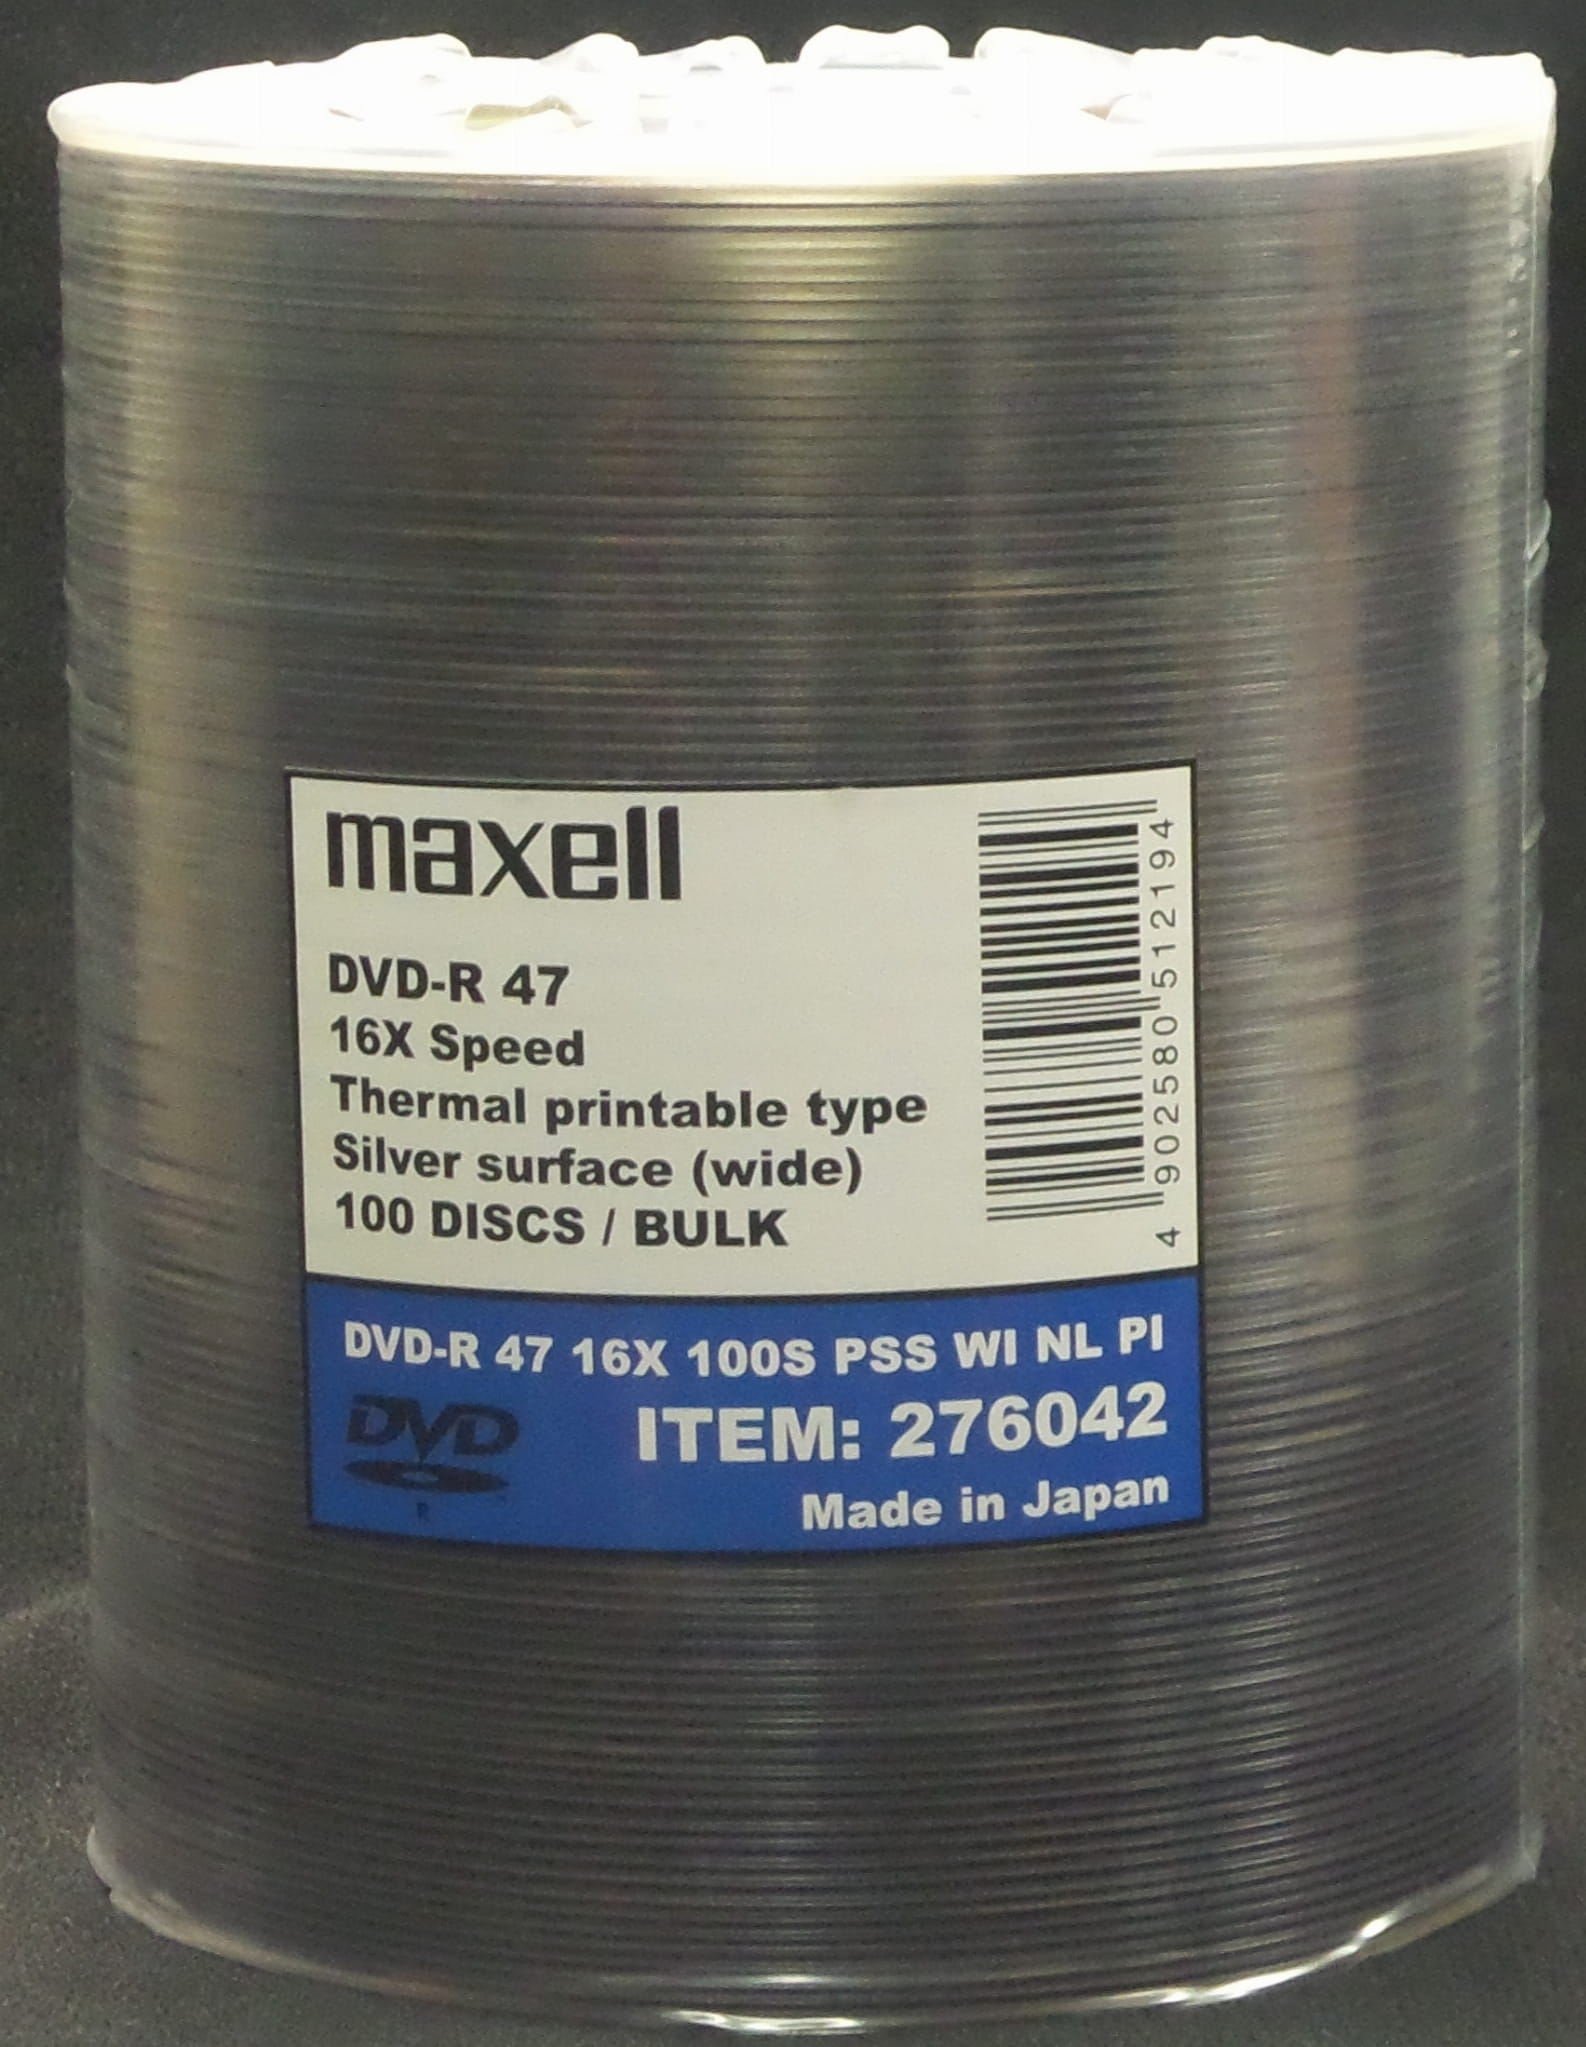 maxell
DVD-R 47
16X Speed
Thermal printable type
Silver surface (wide)
100 DISCS / BULK
4 902580 512194
DVD-R 47 16X 100S PSS WI NL PI
DVD
R
ITEM: 276042
Made in Japan